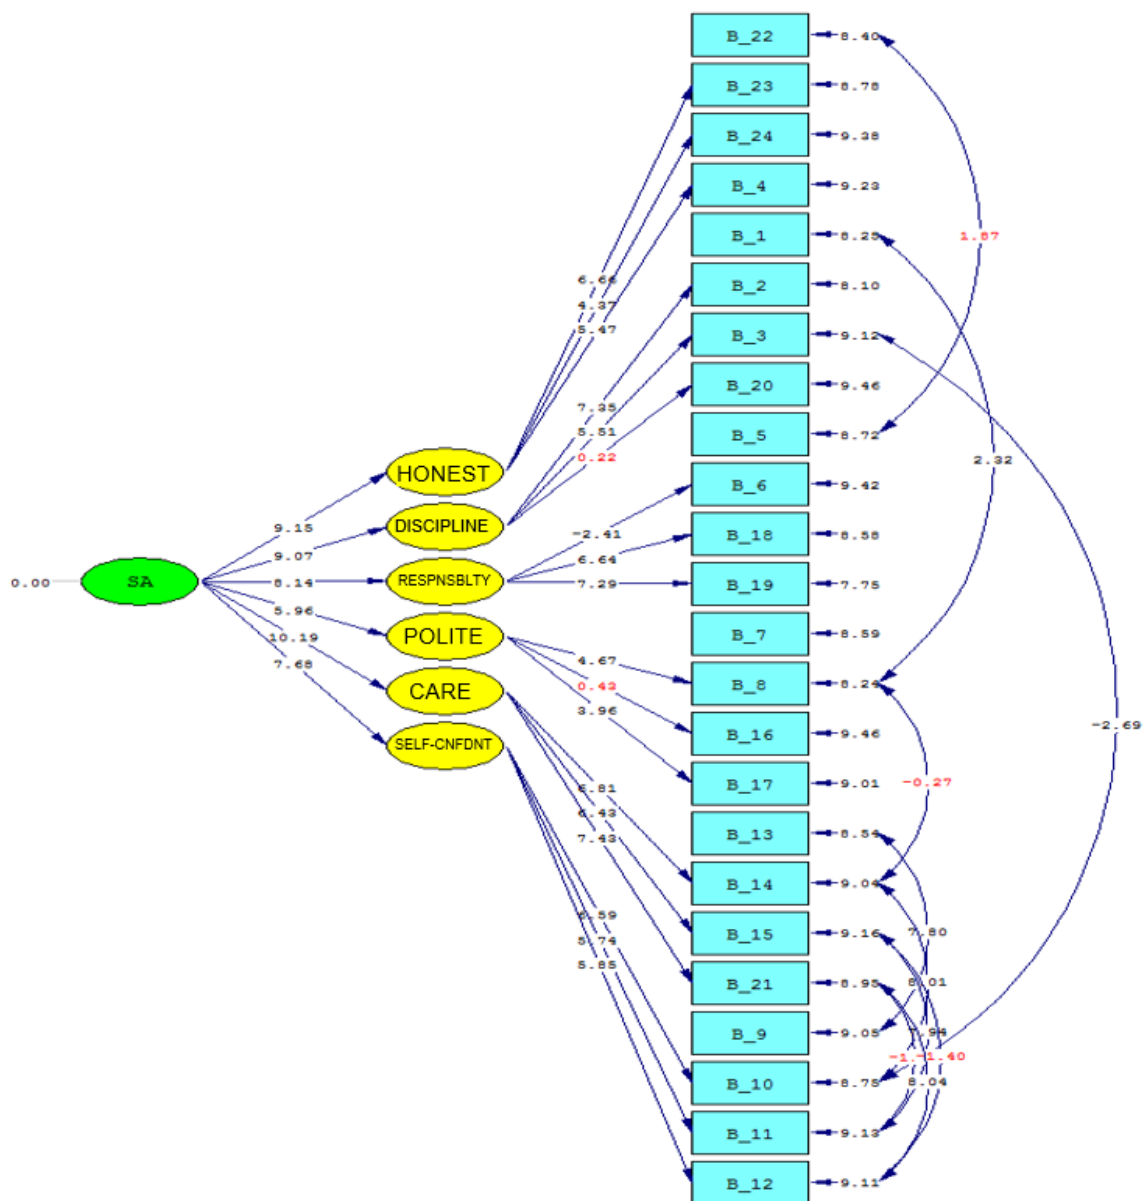 B_22 8.40
B_23 8.78
B_24 9.38
B_4 9.23
B_1 8.25 1.87
6.66
B_2 8.10
4.37
5.47
B_3 9.12
B_20 9.46
7.35
5.51
B_5 8.72
0.22
2.32
HONEST
B_6 9.42
DISCIPLINE
9.15
-2.41
B_18 8.58
9.07
6.64
0.00 SA 8.14 RESPNSBLTY 7.29 B_19 7.75
5.96
POLITE
B_7 8.59
10.19
4.67
7.68
B_8 8.24
0.43
CARE
3.96
-2.69
B_16 9.46
SELF-CNFDNT
B_17 9.01 -0.27
6.81
6.43
B_13 8.54
7.43
B_14 9.04
6.59
B_15 9.16 7.80
5.74
5.85
B_21 8.95 8.01
B_9 9.05 7.94
-1. -1.40
B_10 8.75 8.04
B_11 9.13
B_12 9.11